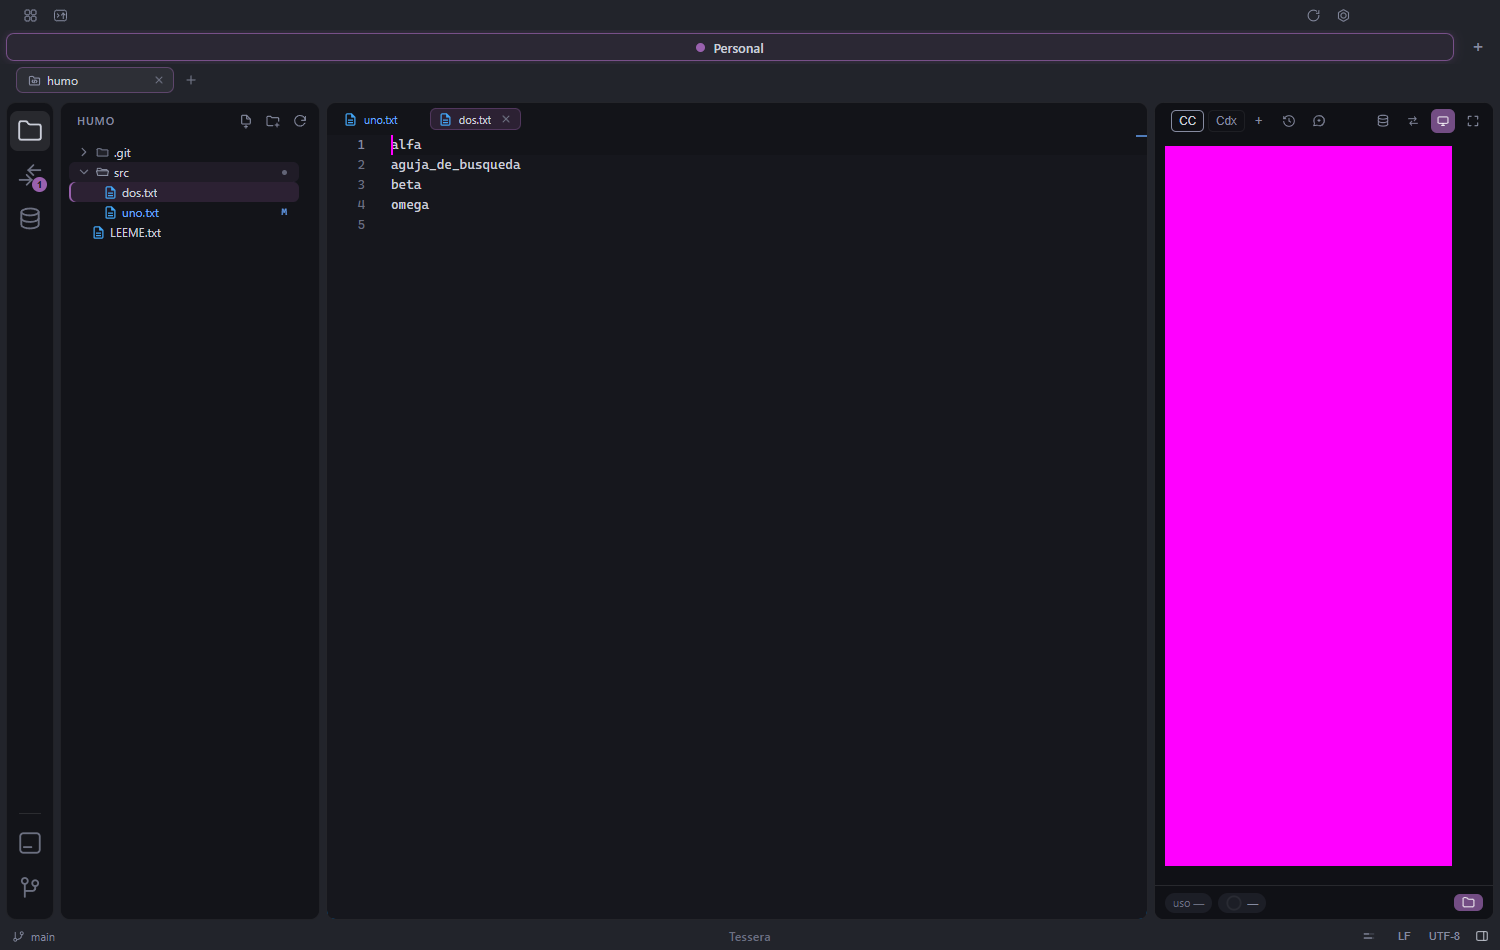 Personal
humo
HUMO
.git
src
dos.txt
uno.txt M
LEEME.txt
1
uno.txt
dos.txt
1 alfa
2 aguja_de_busqueda
3 beta
4 omega
5
CC Cdx +
uso —
—
main
Tessera
LF UTF-8